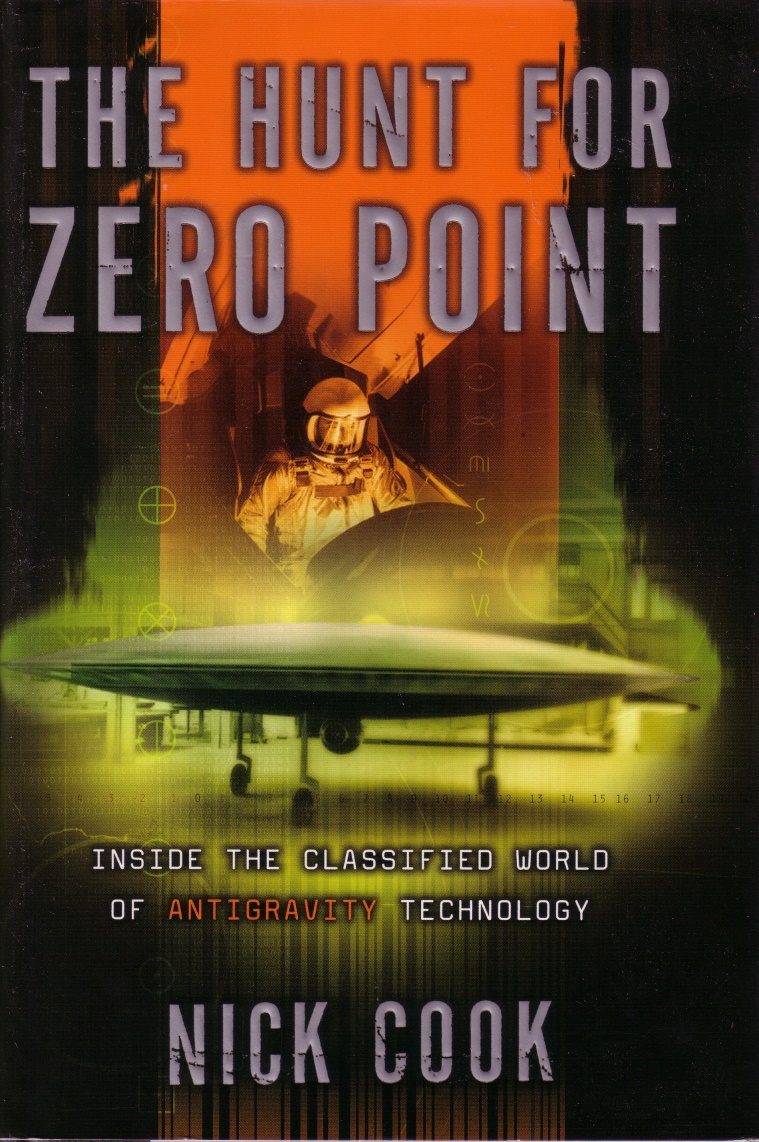 THE HUNT FOR
ZERO POINT
INSIDE THE CLASSIFIED WORLD
OF ANTIGRAVITY TECHNOLOGY
NICK COOK